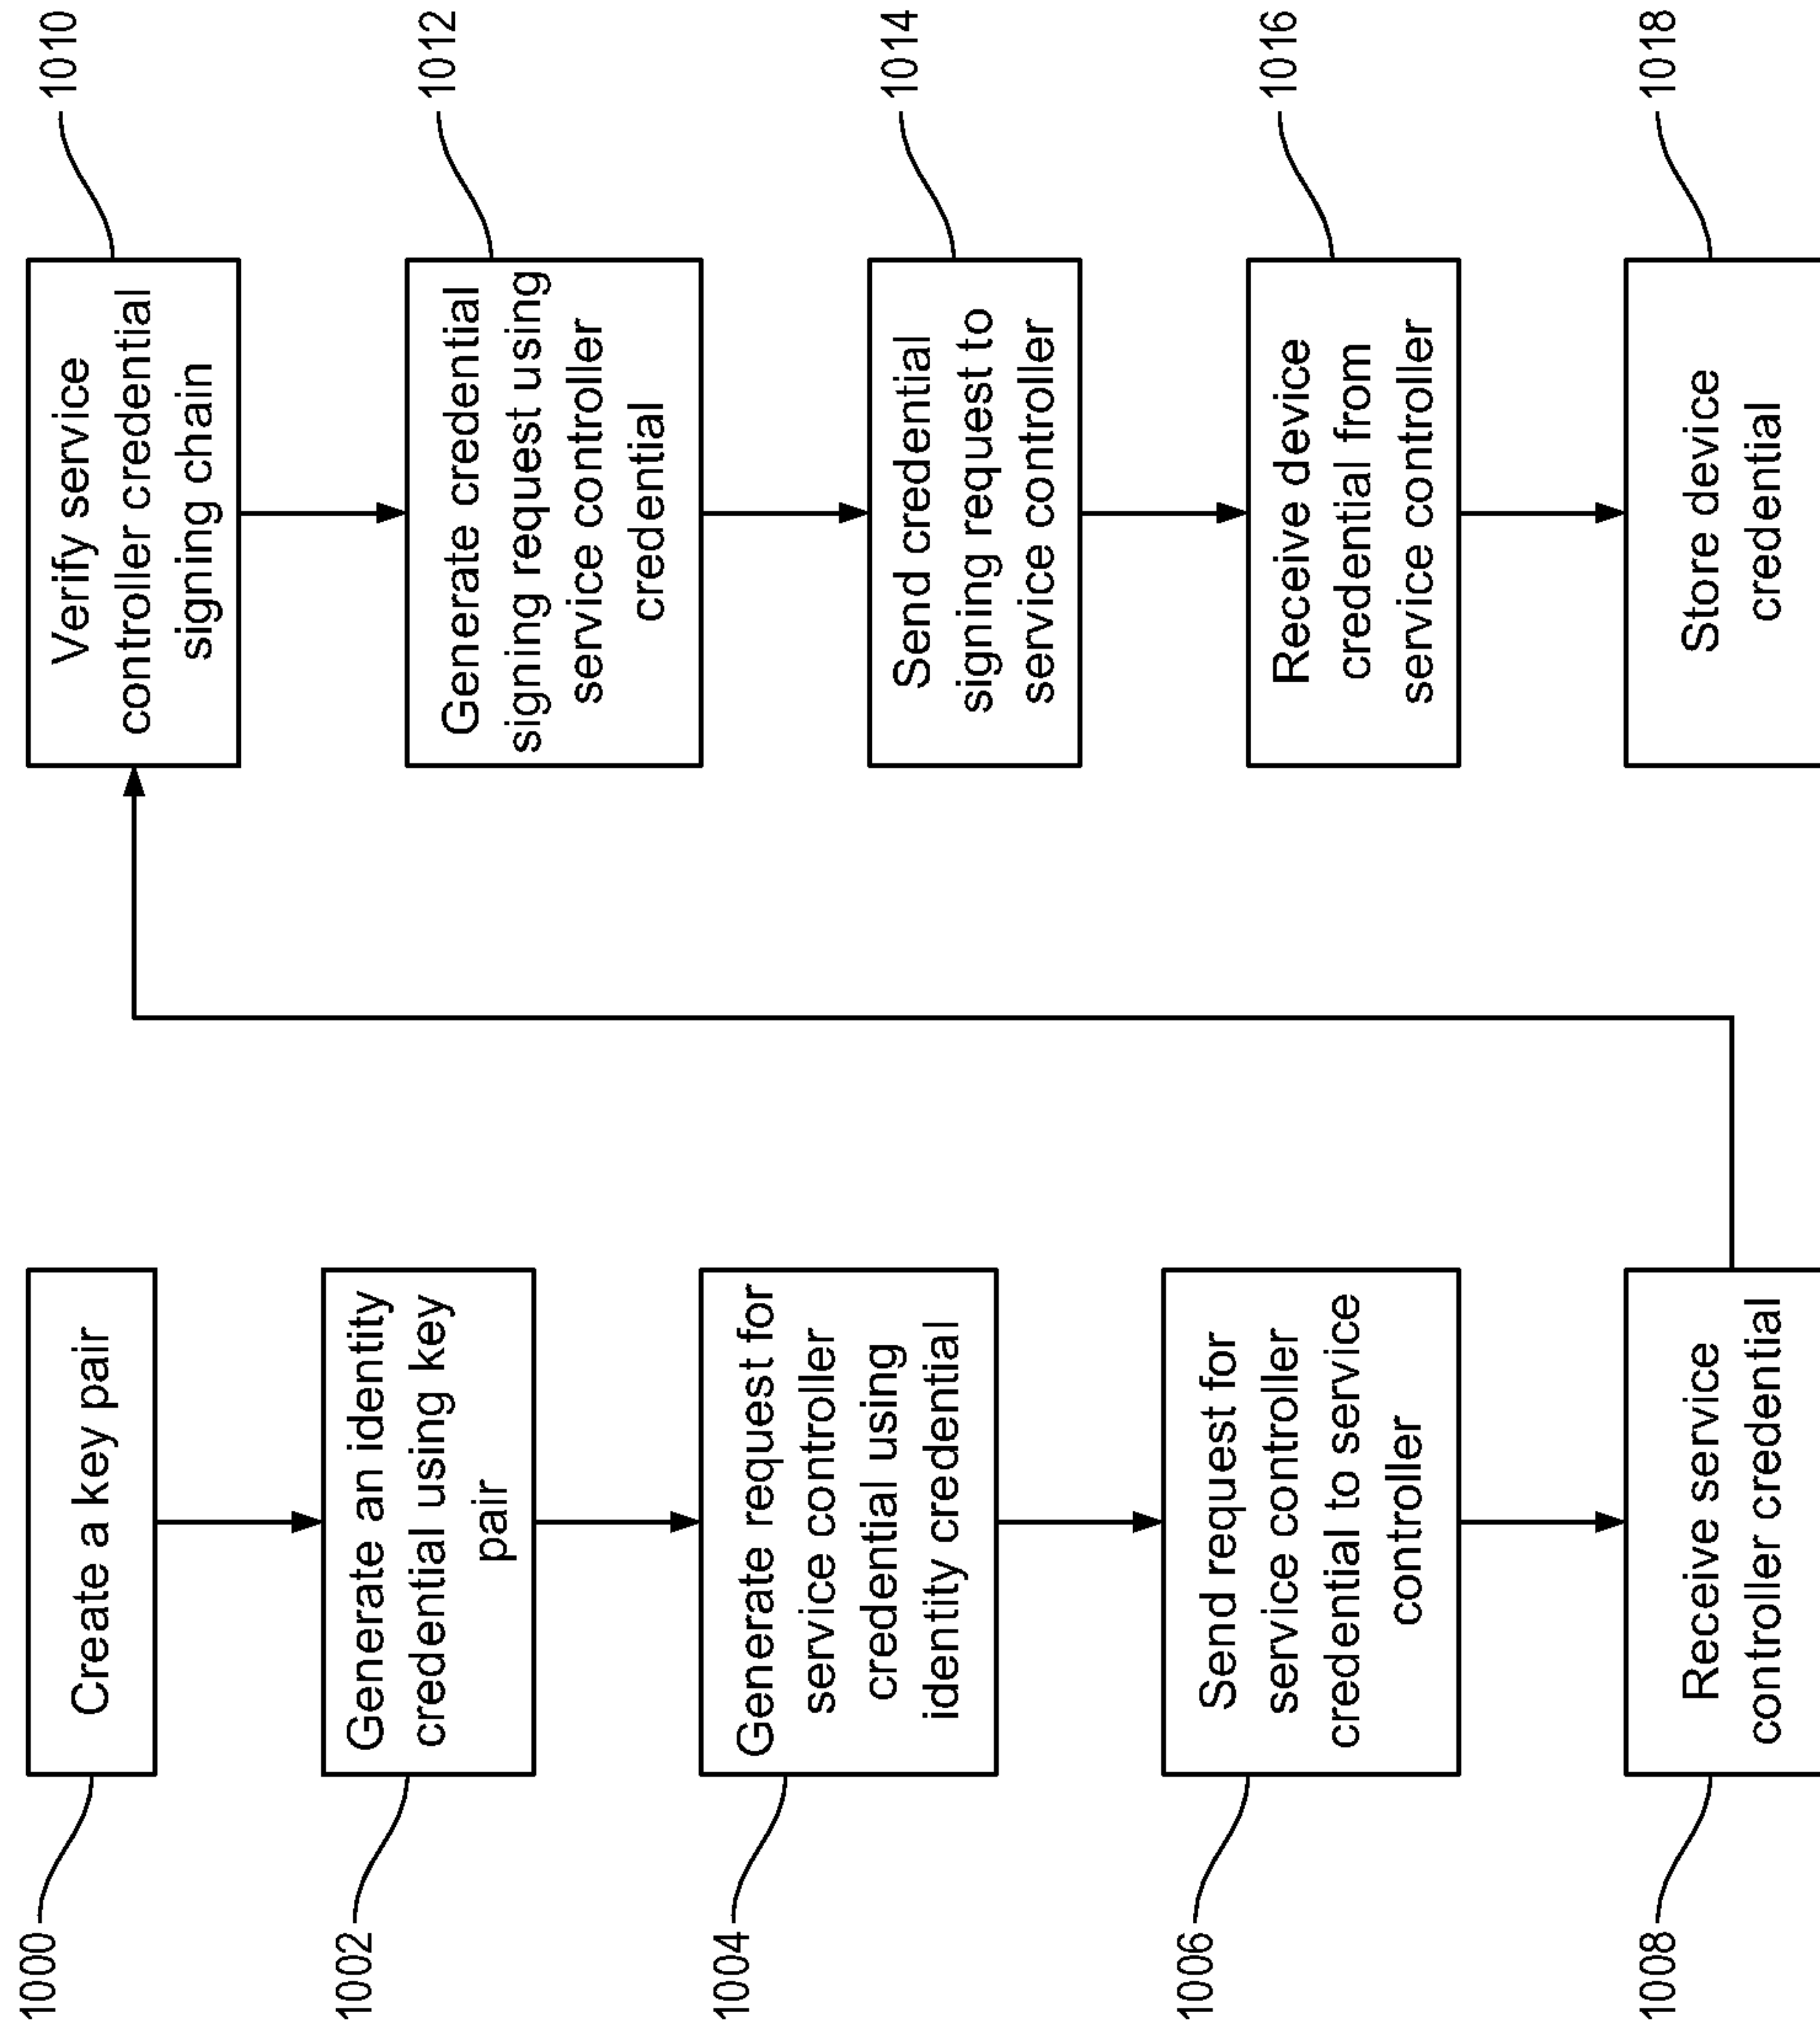 1000
Create a key pair
1002
Generate an identity
credential using key
pair
1004
Generate request for
service controller
credential using
identity credential
1006
Send request for
service controller
credential to service
controller
1008
Receive service
controller credential
1010
Verify service
controller credential
signing chain
1012
Generate credential
signing request using
service controller
credential
1014
Send credential
signing request to
service controller
1016
Receive device
credential from
service controller
1018
Store device
credential